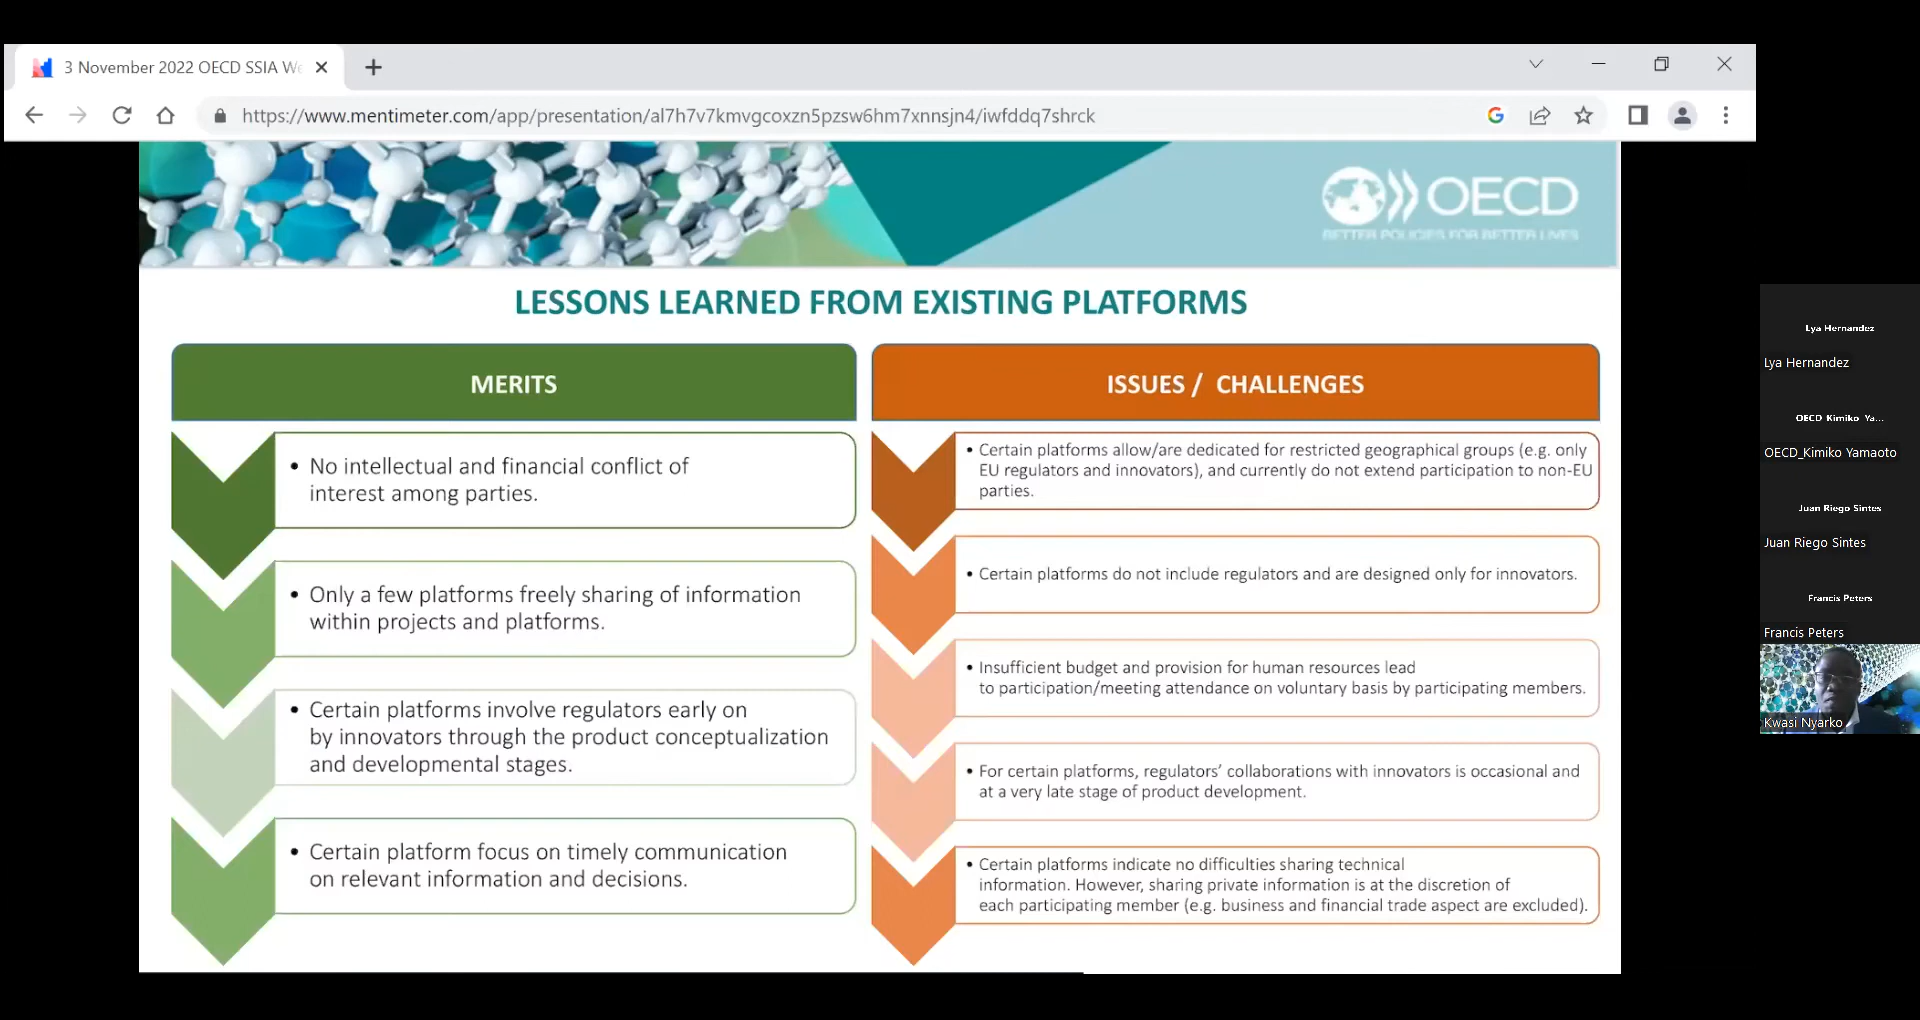 3 November 2022 OECD SSIA We
https://www.mentimeter.com/app/presentation/al7h7v7kmvgcoxzn5pzsw6hm7xnnsjn4/iwfddq7shrck
OECD
BETTER POLICIES FOR BETTER LIVES
LESSONS LEARNED FROM EXISTING PLATFORMS
MERITS
• No intellectual and financial conflict of
interest among parties.
• Only a few platforms freely sharing of information
within projects and platforms.
• Certain platforms involve regulators early on
by innovators through the product conceptualization
and developmental stages.
• Certain platform focus on timely communication
on relevant information and decisions.
ISSUES / CHALLENGES
• Certain platforms allow/are dedicated for restricted geographical groups (e.g. only
EU regulators and innovators), and currently do not extend participation to non-EU
parties.
• Certain platforms do not include regulators and are designed only for innovators.
• Insufficient budget and provision for human resources lead
to participation/meeting attendance on voluntary basis by participating members.
• For certain platforms, regulators’ collaborations with innovators is occasional and
at a very late stage of product development.
• Certain platforms indicate no difficulties sharing technical
information. However, sharing private information is at the discretion of
each participating member (e.g. business and financial trade aspect are excluded).
Lya Hernandez
Lya Hernandez
OECD_Kimiko Ya...
OECD_Kimiko Yamaoto
Juan Riego Sintes
Juan Riego Sintes
Francis Peters
Francis Peters
Kwasi Nyarko